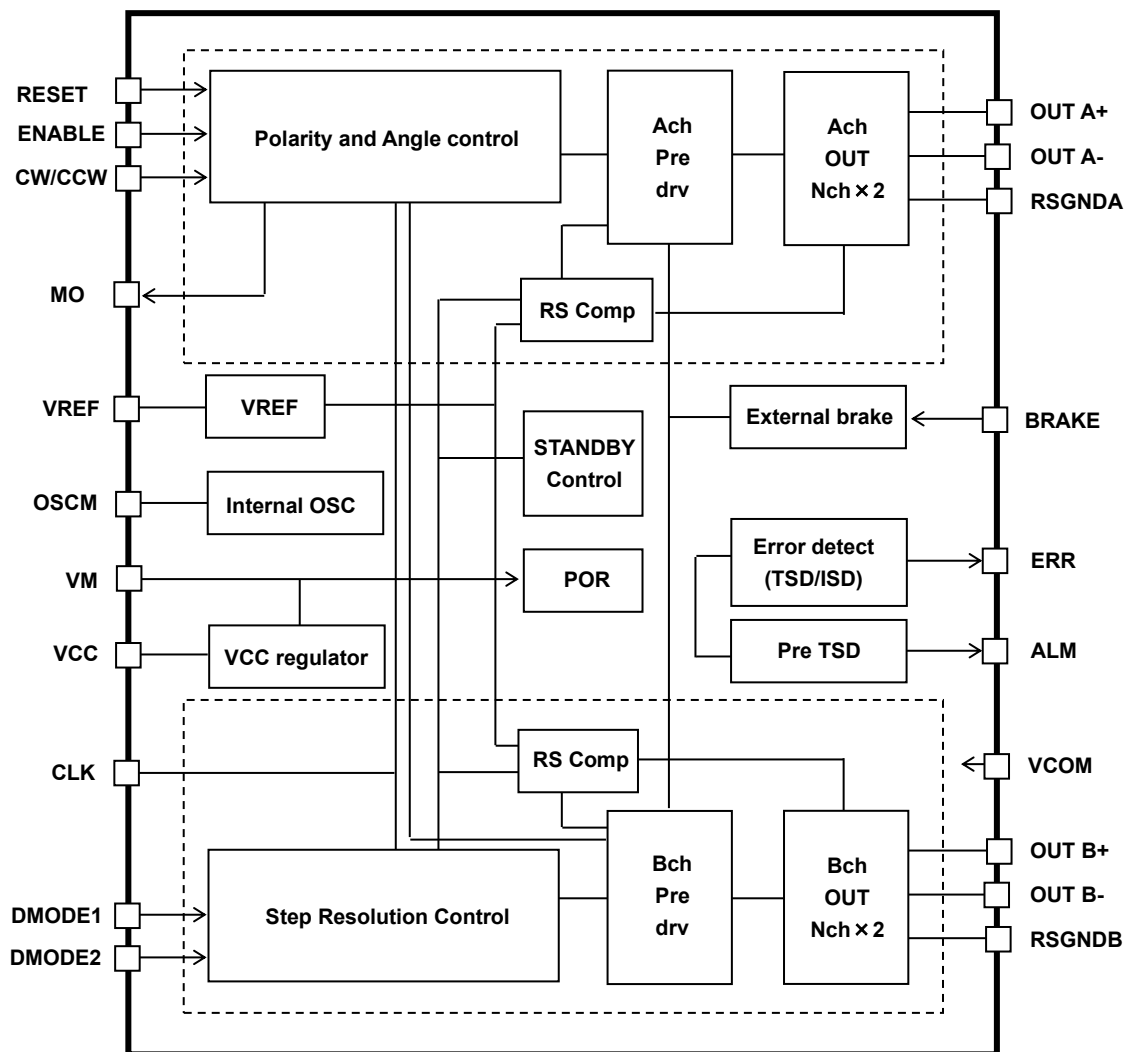 RESET
ENABLE
CW/CCW
MO
VREF
OSCM
VM
VCC
CLK
DMODE1
DMODE2
Polarity and Angle control
Ach
Pre
drv
Ach
OUT
Nch × 2
RS Comp
VREF
STANDBY
Control
Internal OSC
POR
VCC regulator
External brake
Error detect
(TSD/ISD)
Pre TSD
RS Comp
Step Resolution Control
Bch
Pre
drv
Bch
OUT
Nch × 2
OUT A+
OUT A-
RSGNDA
BRAKE
ERR
ALM
VCOM
OUT B+
OUT B-
RSGNDB